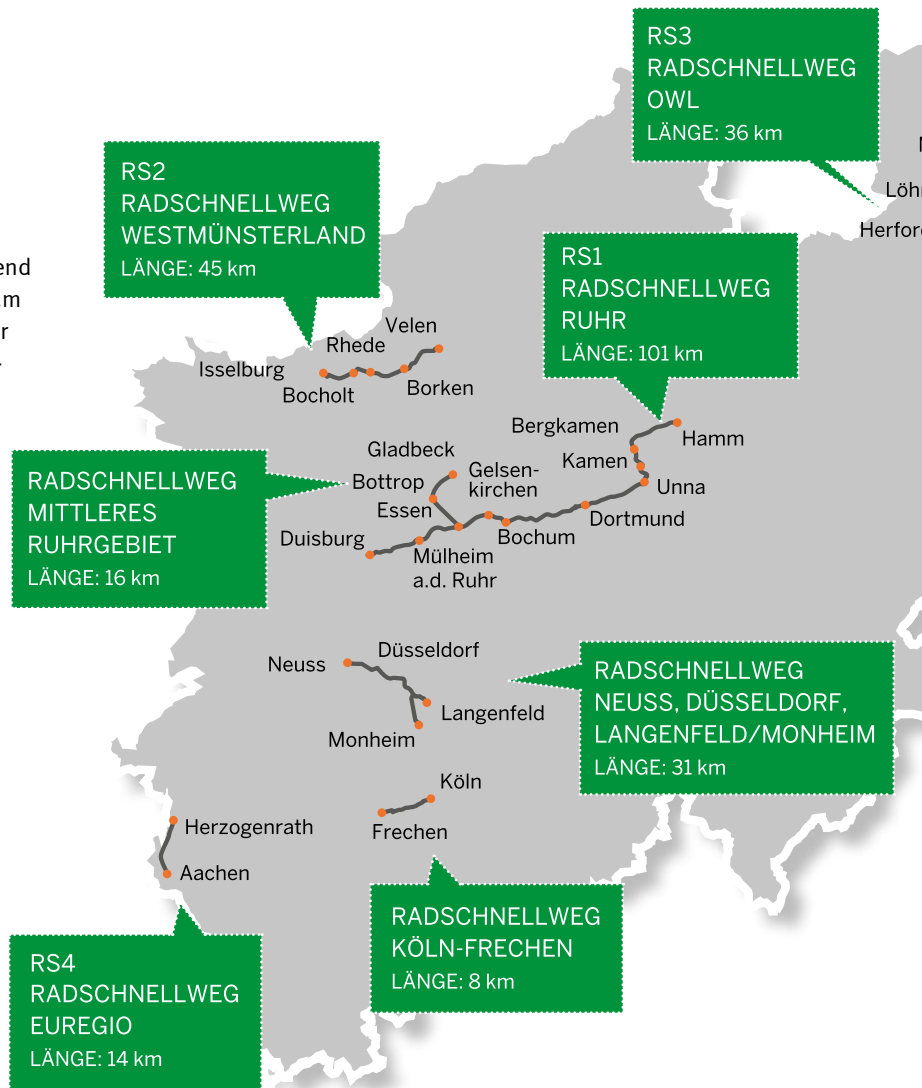 RS3
RADSCHNELLWEG
OWL
LÄNGE: 36 km
RS2
RADSCHNELLWEG
WESTMÜNSTERLAND
LÄNGE: 45 km
Herford
RS1
RADSCHNELLWEG
RUHR
LÄNGE: 101 km
Velen
Rhede
Isselburg
Bocholt
Borken
Bergkamen
Hamm
Kamen
Unna
Gladbeck
Bottrop
Gelsen-
kirchen
Essen
Dortmund
Duisburg
Bochum
Mülheim
a.d. Ruhr
RADSCHNELLWEG
MITTLERES
RUHRGEBIET
LÄNGE: 16 km
Düsseldorf
Neuss
Langenfeld
Monheim
RADSCHNELLWEG
NEUSS, DÜSSELDORF,
LANGENFELD/MONHEIM
LÄNGE: 31 km
Köln
Frechen
Herzogenrath
Aachen
RADSCHNELLWEG
KÖLN-FRECHEN
LÄNGE: 8 km
RS4
RADSCHNELLWEG
EUREGIO
LÄNGE: 14 km